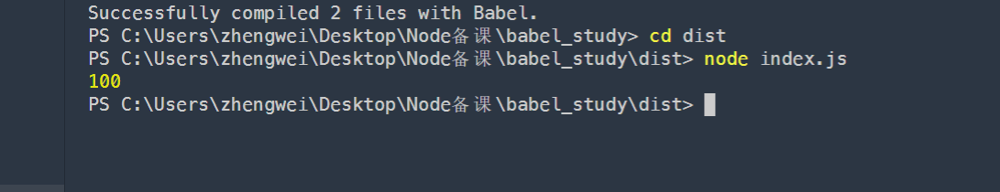 Successfully compiled 2 files with Babel.
PS C:\Users\zhengwei\Desktop\Node备课\babel_study> cd dist
PS C:\Users\zhengwei\Desktop\Node备课\babel_study\dist> node index.js
100
PS C:\Users\zhengwei\Desktop\Node备课\babel_study\dist>